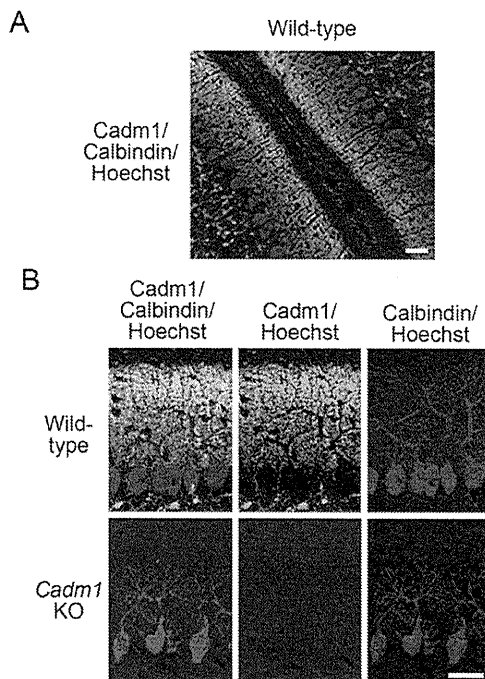 A
Wild-type
Cadm1/
Calbindin/
Hoechst
B
Cadm1/
Calbindin/
Hoechst
Cadm1/
Hoechst
Calbindin/
Hoechst
Wild-
type
Cadm1
KO